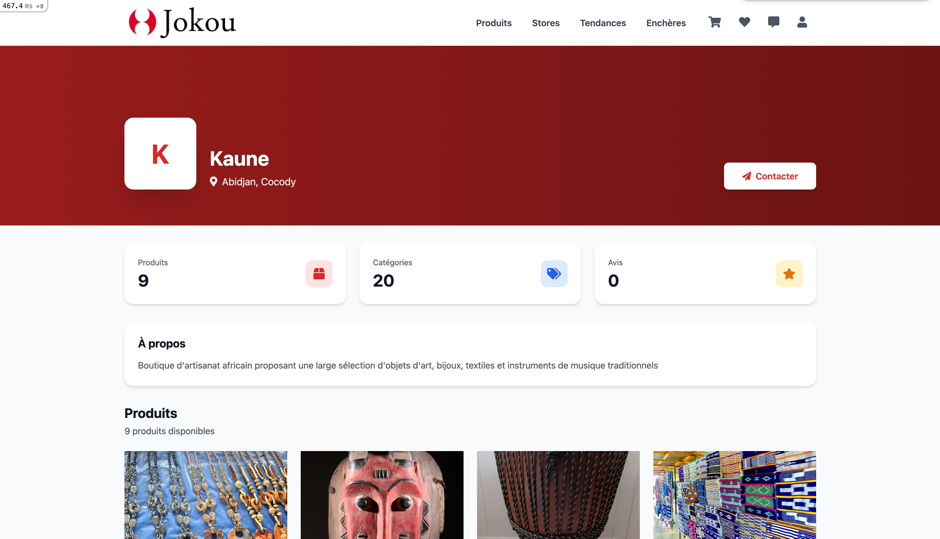 467.4 ms ×8
Jokou
Produits Stores Tendances Enchères
K
Kaune
Abidjan, Cocody
Contacter
Produits
9
Catégories
20
Avis
0
À propos
Boutique d'artisanat africain proposant une large sélection d'objets d'art, bijoux, textiles et instruments de musique traditionnels
Produits
9 produits disponibles